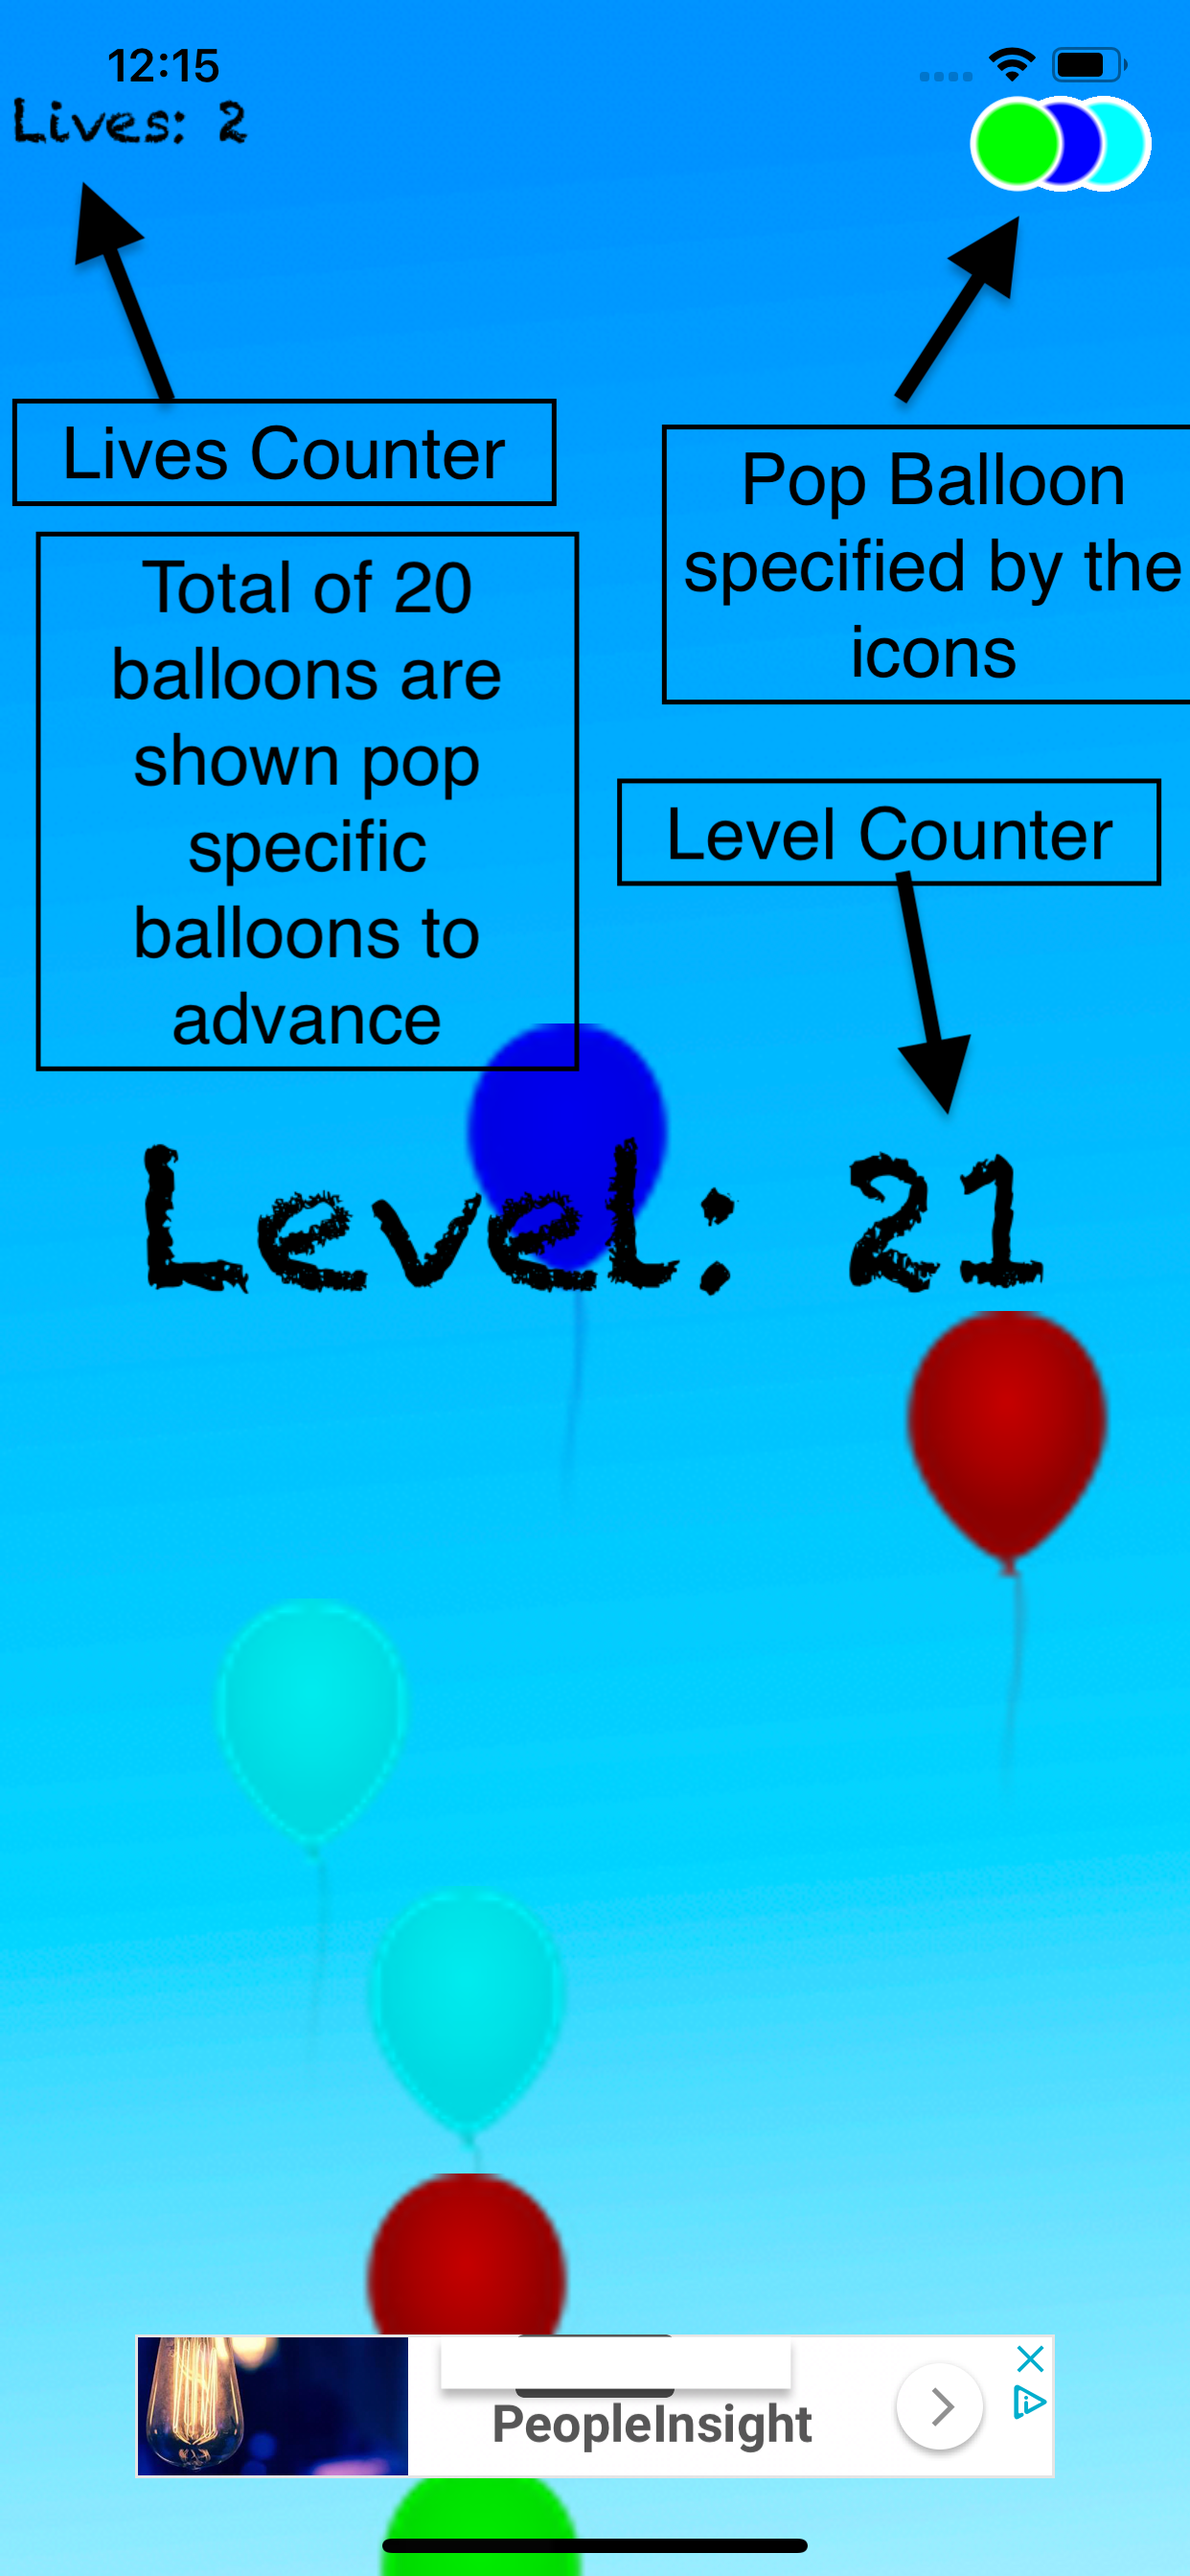 12:15
Lives: 2
Lives Counter
Pop Balloon
specified by the
icons
Total of 20
balloons are
shown pop
specific
balloons to
advance
Level Counter
Level: 21
PeopleInsight